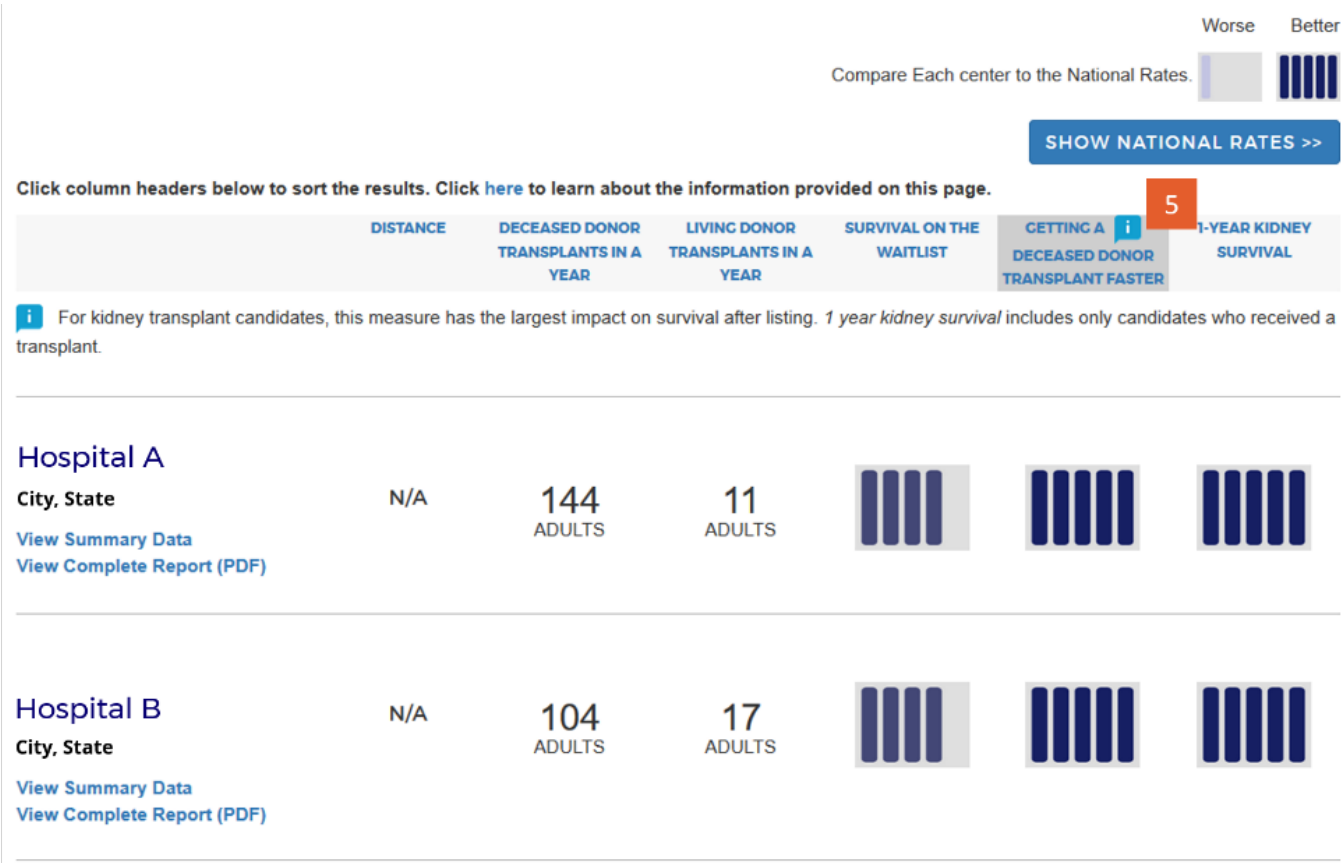 Worse Better
Compare Each center to the National Rates.
SHOW NATIONAL RATES >>
Click column headers below to sort the results. Click here to learn about the information provided on this page.
5
DISTANCE
DECEASED DONOR
TRANSPLANTS IN A
YEAR
LIVING DONOR
TRANSPLANTS IN A
YEAR
SURVIVAL ON THE
WAITLIST
GETTING A i
DECEASED DONOR
TRANSPLANT FASTER
1-YEAR KIDNEY
SURVIVAL
i For kidney transplant candidates, this measure has the largest impact on survival after listing. 1 year kidney survival includes only candidates who received a
transplant.
Hospital A
City, State
View Summary Data
View Complete Report (PDF)
N/A
144
ADULTS
11
ADULTS
Hospital B
City, State
View Summary Data
View Complete Report (PDF)
N/A
104
ADULTS
17
ADULTS